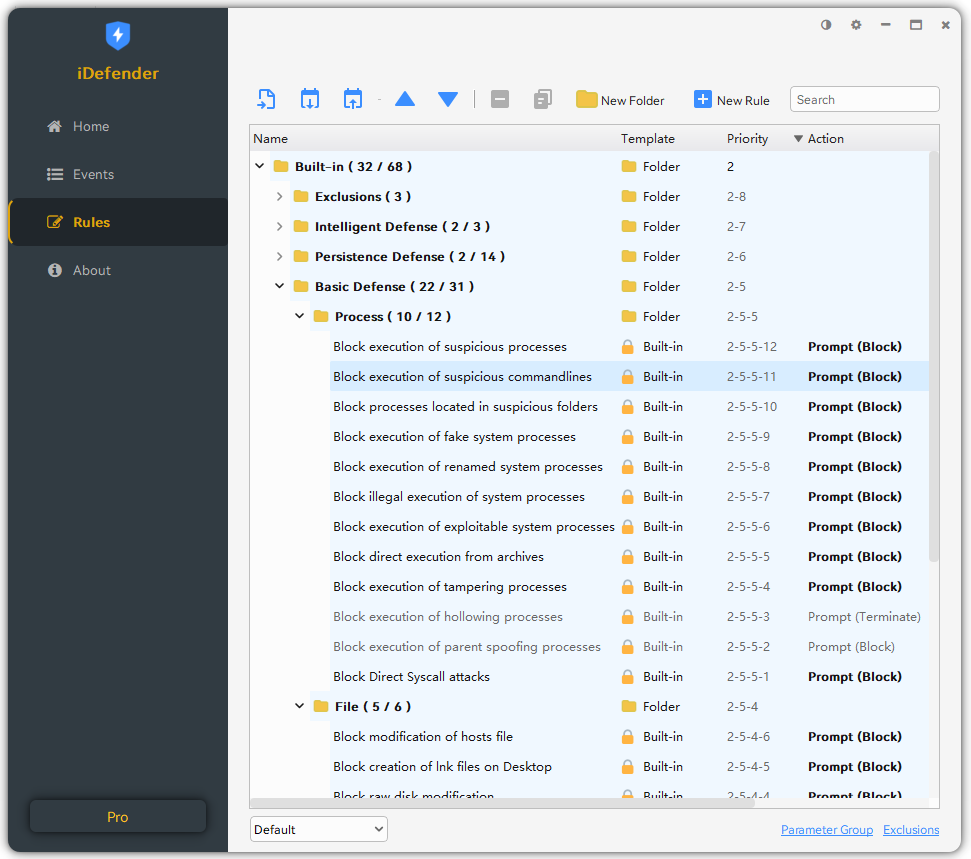 iDefender
Home
Events
Rules
About
Pro
New Folder New Rule Search
Name Template Priority Action
Built-in ( 32 / 68 ) Folder 2
Exclusions ( 3 ) Folder 2-8
Intelligent Defense ( 2 / 3 ) Folder 2-7
Persistence Defense ( 2 / 14 ) Folder 2-6
Basic Defense ( 22 / 31 ) Folder 2-5
Process ( 10 / 12 ) Folder 2-5-5
Block execution of suspicious processes Built-in 2-5-5-12 Prompt (Block)
Block execution of suspicious commandlines Built-in 2-5-5-11 Prompt (Block)
Block processes located in suspicious folders Built-in 2-5-5-10 Prompt (Block)
Block execution of fake system processes Built-in 2-5-5-9 Prompt (Block)
Block execution of renamed system processes Built-in 2-5-5-8 Prompt (Block)
Block illegal execution of system processes Built-in 2-5-5-7 Prompt (Block)
Block execution of exploitable system processes Built-in 2-5-5-6 Prompt (Block)
Block direct execution from archives Built-in 2-5-5-5 Prompt (Block)
Block execution of tampering processes Built-in 2-5-5-4 Prompt (Block)
Block execution of hollowing processes Built-in 2-5-5-3 Prompt (Terminate)
Block execution of parent spoofing processes Built-in 2-5-5-2 Prompt (Block)
Block Direct Syscall attacks Built-in 2-5-5-1 Prompt (Block)
File ( 5 / 6 ) Folder 2-5-4
Block modification of hosts file Built-in 2-5-4-6 Prompt (Block)
Block creation of lnk files on Desktop Built-in 2-5-4-5 Prompt (Block)
Block raw disk modification Built-in 2-5-4-4 Prompt (Block)
Default Parameter Group Exclusions